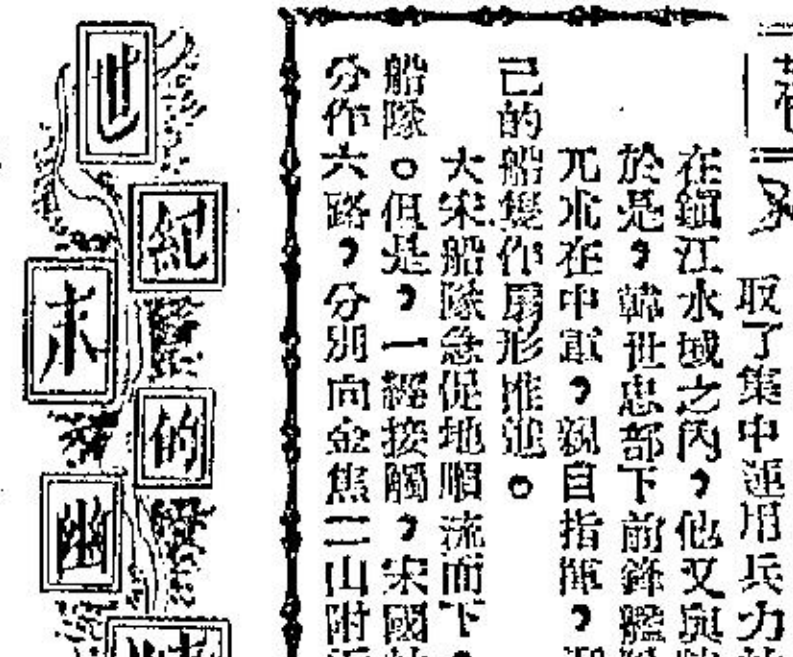 取了集中運用兵力
在鎮江水域之內，他又與
於是，韓世忠部下前鋒艦
兀朮在中軍，親自指揮，
己的船隻作扇形推進。
大宋船隊急促地順流而下，
船隊。但是，一經接觸，宋國
分作六路，分別向金焦二山附
世紀末的幽